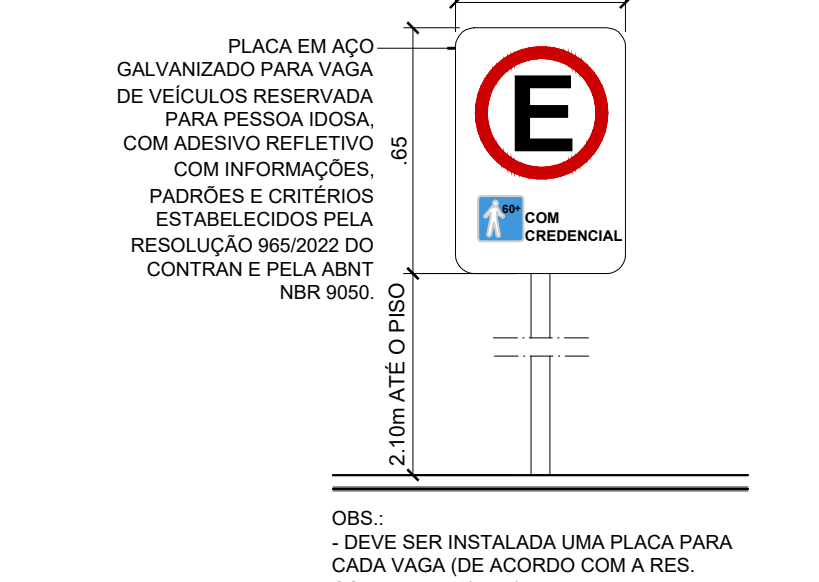 PLACA EM AÇO
GALVANIZADO PARA VAGA
DE VEÍCULOS RESERVADA
PARA PESSOA IDOSA,
COM ADESIVO REFLETIVO
COM INFORMAÇÕES,
PADRÕES E CRITÉRIOS
ESTABELECIDOS PELA
RESOLUÇÃO 965/2022 DO
CONTRAN E PELA ABNT
NBR 9050.
.65
2.10m ATÉ O PISO
E
60+
COM
CREDENCIAL
OBS.:
- DEVE SER INSTALADA UMA PLACA PARA
CADA VAGA (DE ACORDO COM A RES.